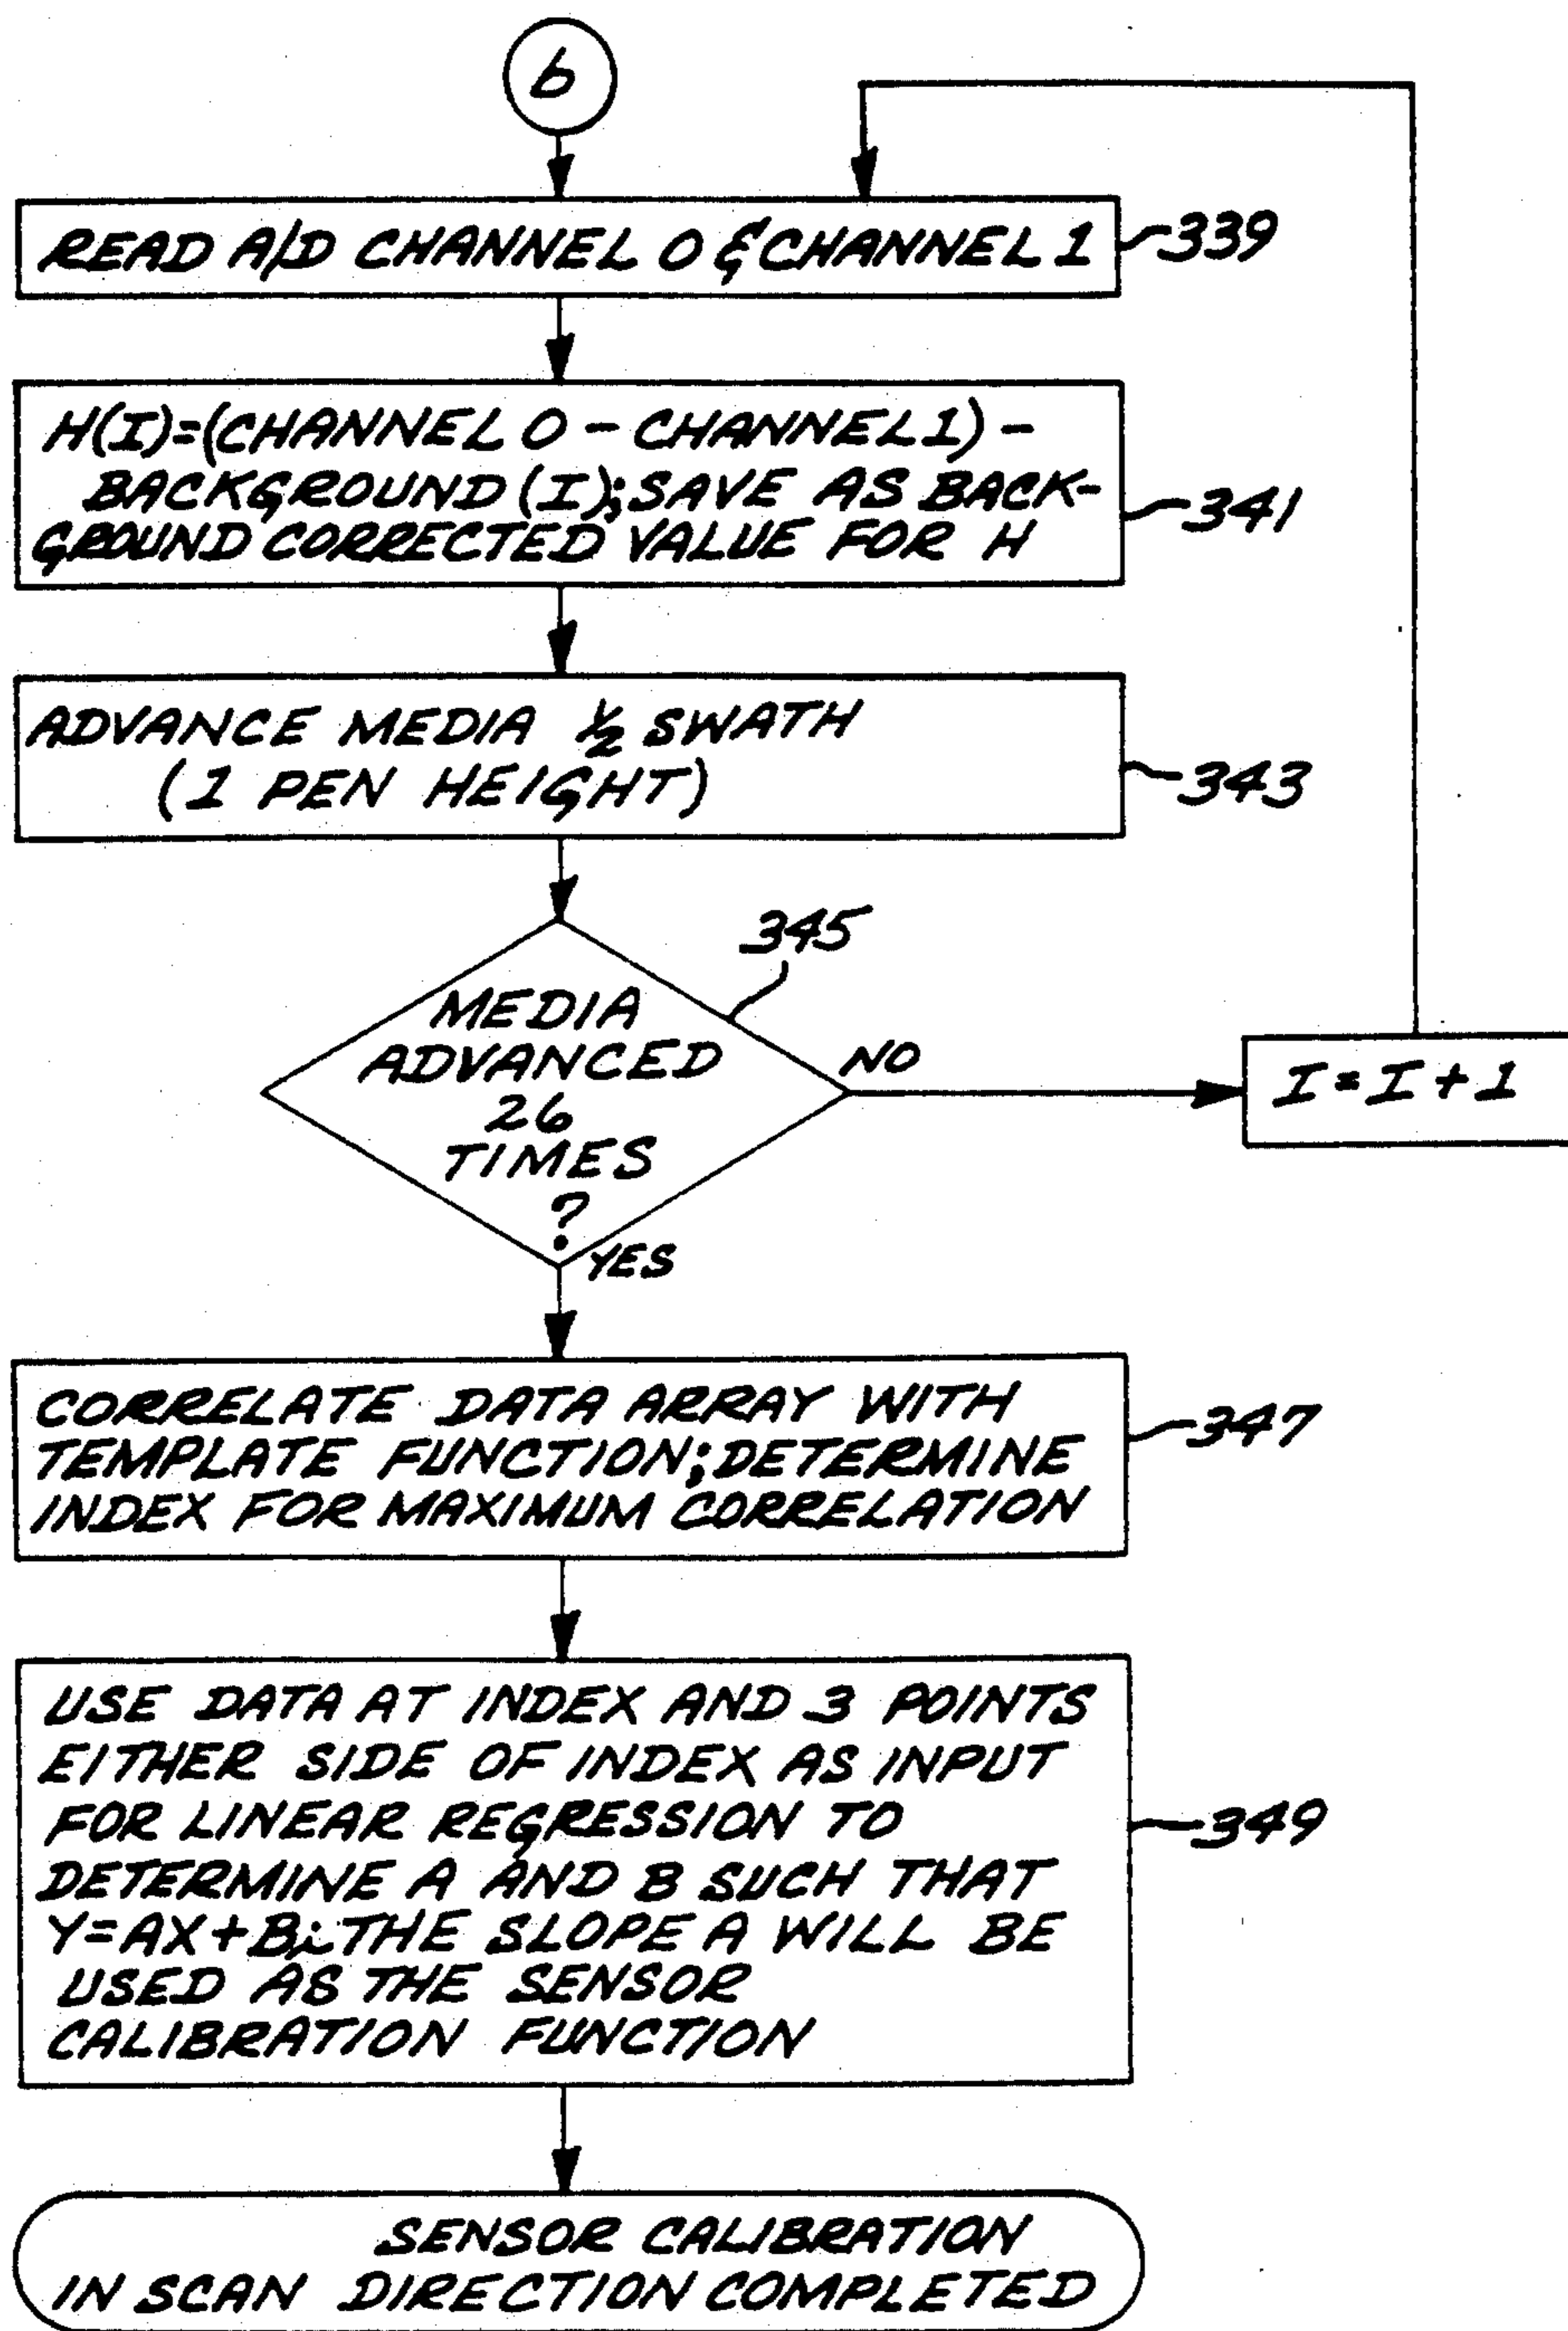 b
READ A/D CHANNEL 0 & CHANNEL 1
339
H(I)=(CHANNEL 0 - CHANNEL 1) -
BACKGROUND (I); SAVE AS BACK-
GROUND CORRECTED VALUE FOR H
341
ADVANCE MEDIA 1/2 SWATH
(1 PEN HEIGHT)
343
345
MEDIA
ADVANCED
26
TIMES
?
NO
I = I + 1
YES
CORRELATE DATA ARRAY WITH
TEMPLATE FUNCTION; DETERMINE
INDEX FOR MAXIMUM CORRELATION
347
USE DATA AT INDEX AND 3 POINTS
EITHER SIDE OF INDEX AS INPUT
FOR LINEAR REGRESSION TO
DETERMINE A AND B SUCH THAT
Y=AX+B; THE SLOPE A WILL BE
USED AS THE SENSOR
CALIBRATION FUNCTION
349
SENSOR CALIBRATION
IN SCAN DIRECTION COMPLETED